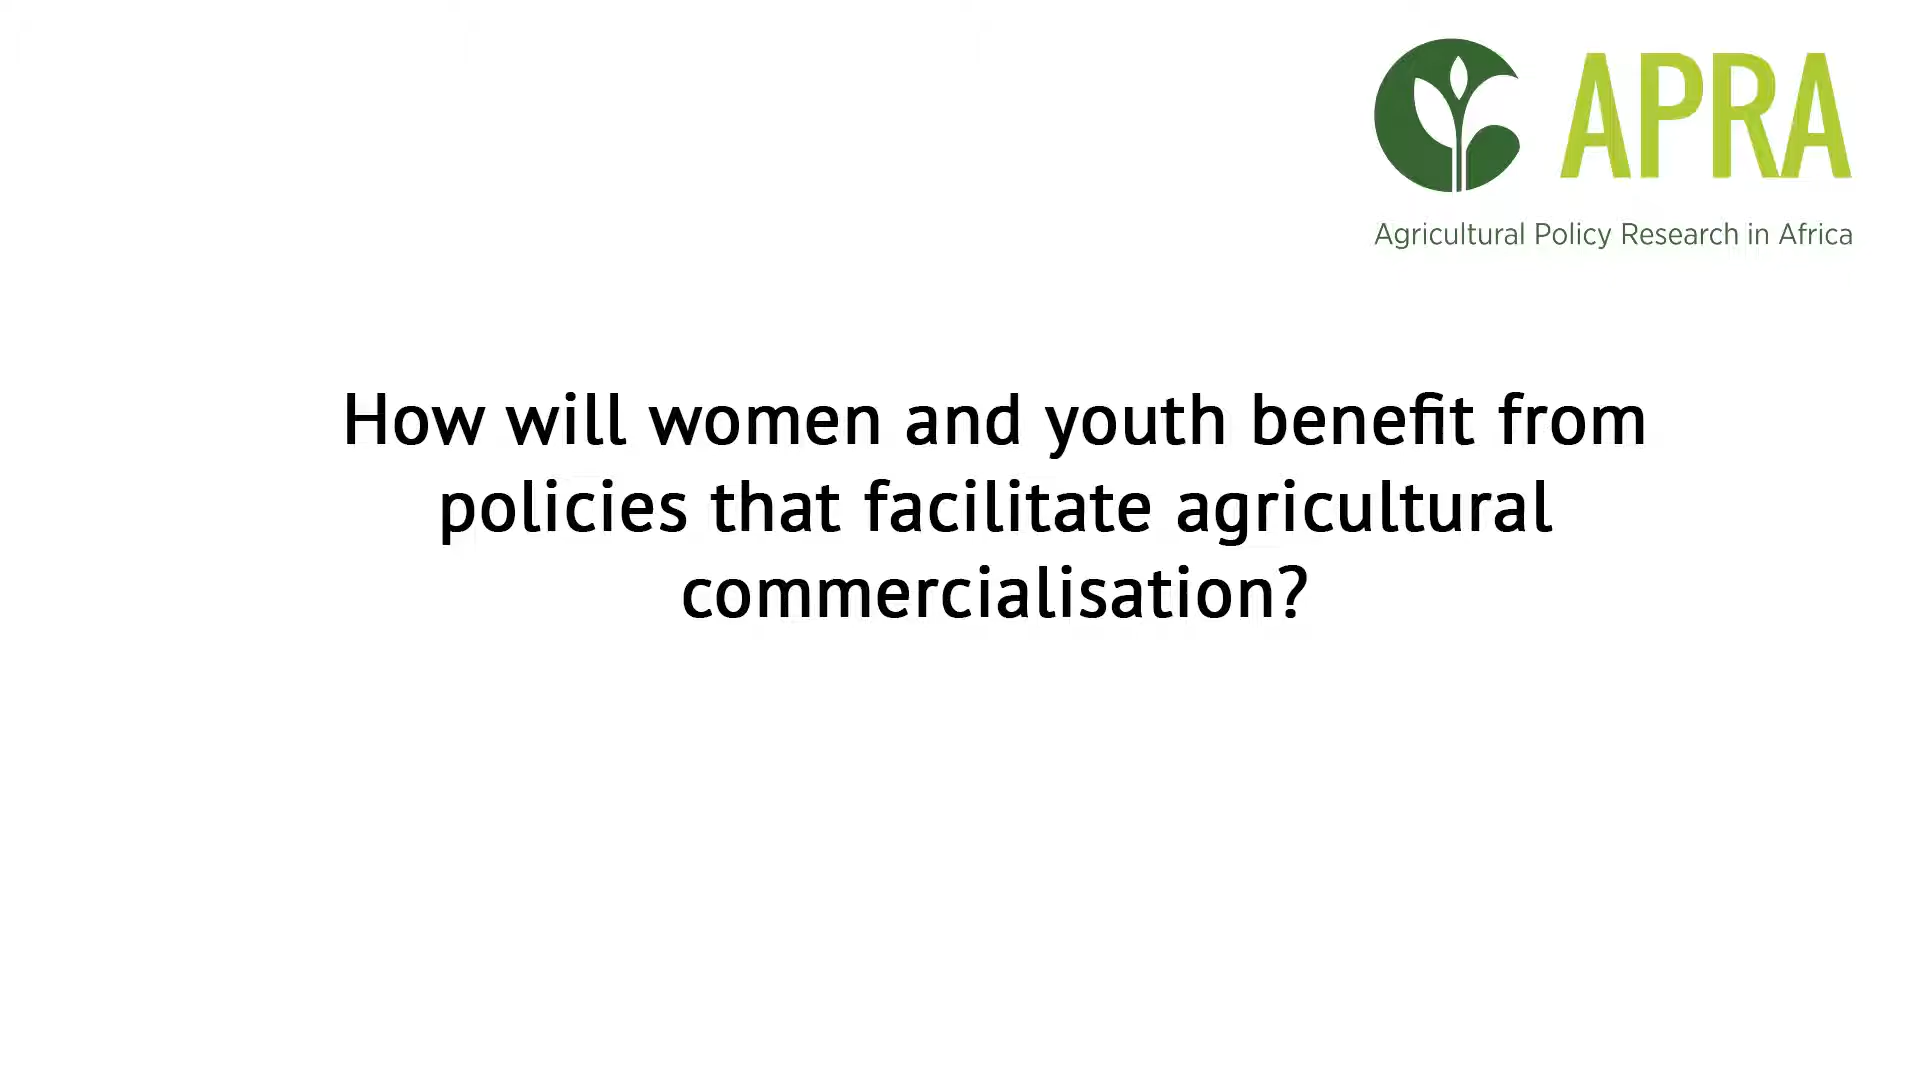 APRA
Agricultural Policy Research in Africa
How will women and youth benefit from
policies that facilitate agricultural
commercialisation?